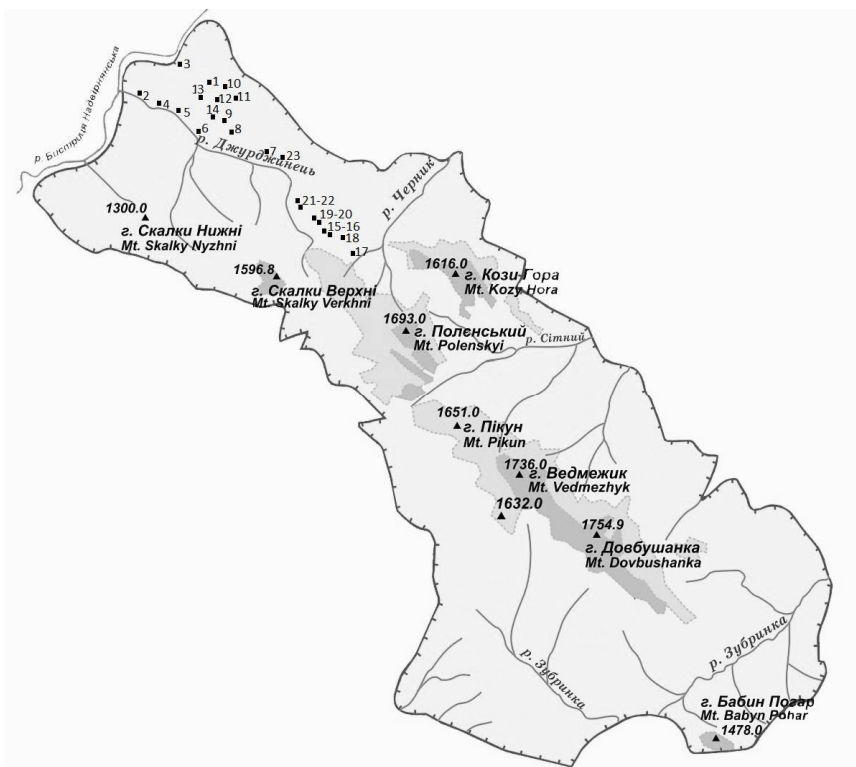 р. Бистриця Надвірнянська
3
1
10
2
13
12
11
4
5
14
9
6
8
р. Джурджинець
7
23
р. Черник
21-22
19-20
15-16
18
17
1300.0
г. Скалки Нижні
Mt. Skalky Nyzhni
1596.8
г. Скалки Верхні
Mt. Skalky Verkhni
1616.0
г. Кози-Гора
Mt. Kozy Hora
1693.0
г. Полєнський
Mt. Polenskyi
р. Сітний
1651.0
г. Пікун
Mt. Pikun
1736.0
г. Ведмежик
Mt. Vedmezhyk
1632.0
1754.9
г. Довбушанка
Mt. Dovbushanka
р. Зубринка
р. Зубринка
г. Бабин Погар
Mt. Babyn Pohar
1478.0